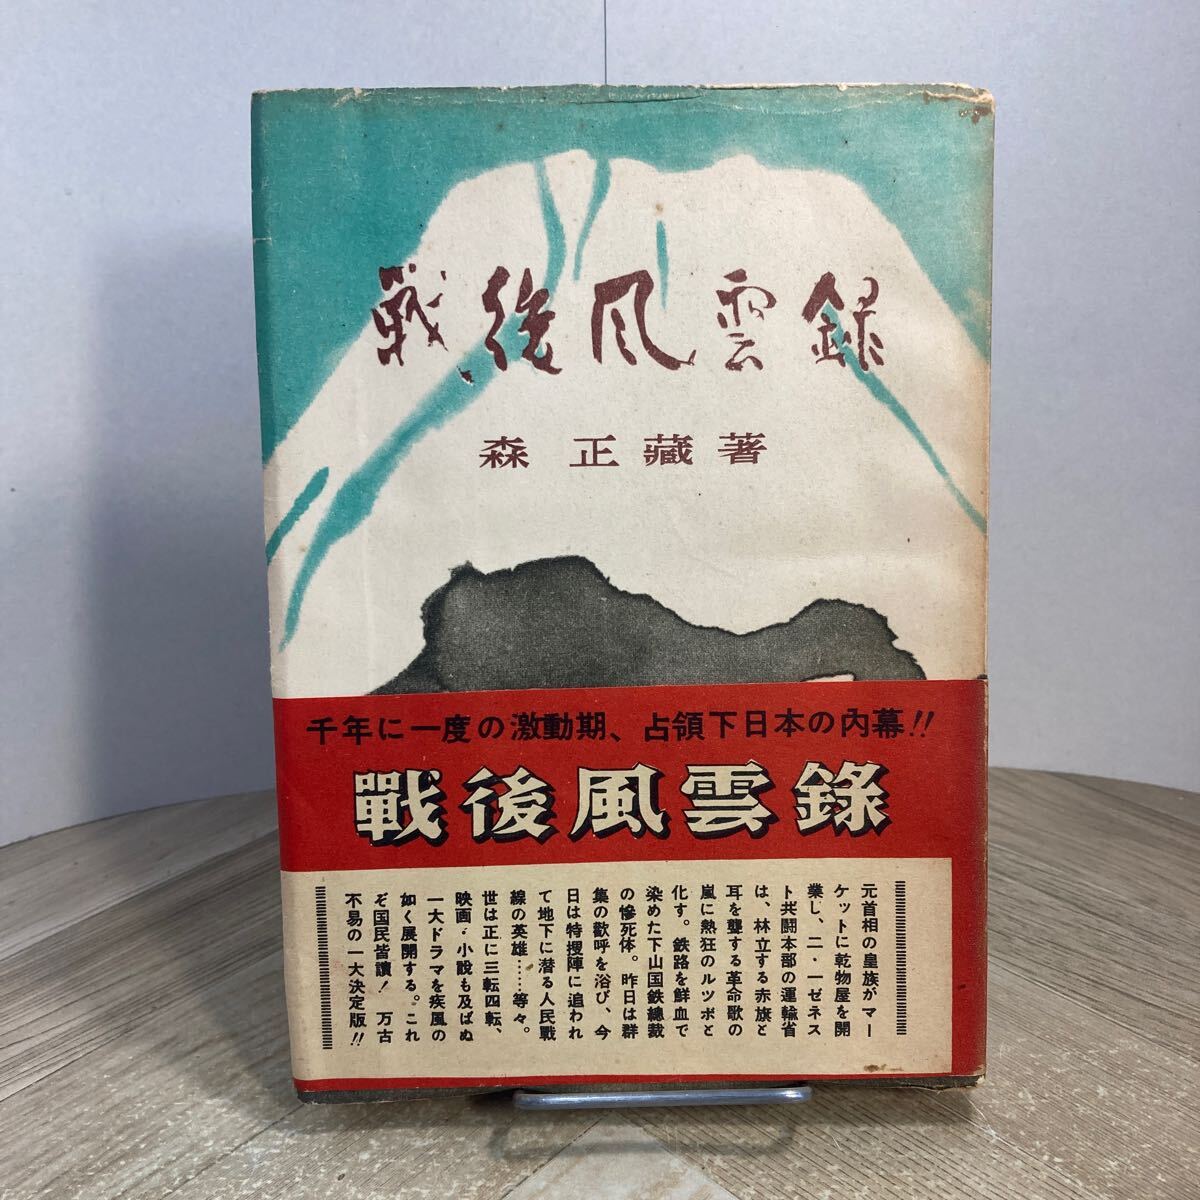 戰後風雲録
森正藏著
千年に一度の激動期、占領下日本の內幕!!
戰後風雲錄
元首相の皇族がマー
ケットに乾物屋を開
業し、二・一ゼネス
ト共闘本部の運輸省
は、林立する赤旗と
耳を聾する革命歌の
嵐に熱狂のルツボと
化す。鉄路を鮮血で
染めた下山国鉄總裁
の惨死体。昨日は群
集の歡呼を浴び、今
日は特捜陣に追われ
て地下に潜る人民戰
線の英雄……等々。
世は正に三転四転、
映画・小說も及ばぬ
一大ドラマを疾風の
如く展開する。これ
ぞ国民皆讀！　万古
不易の一大決定版!!